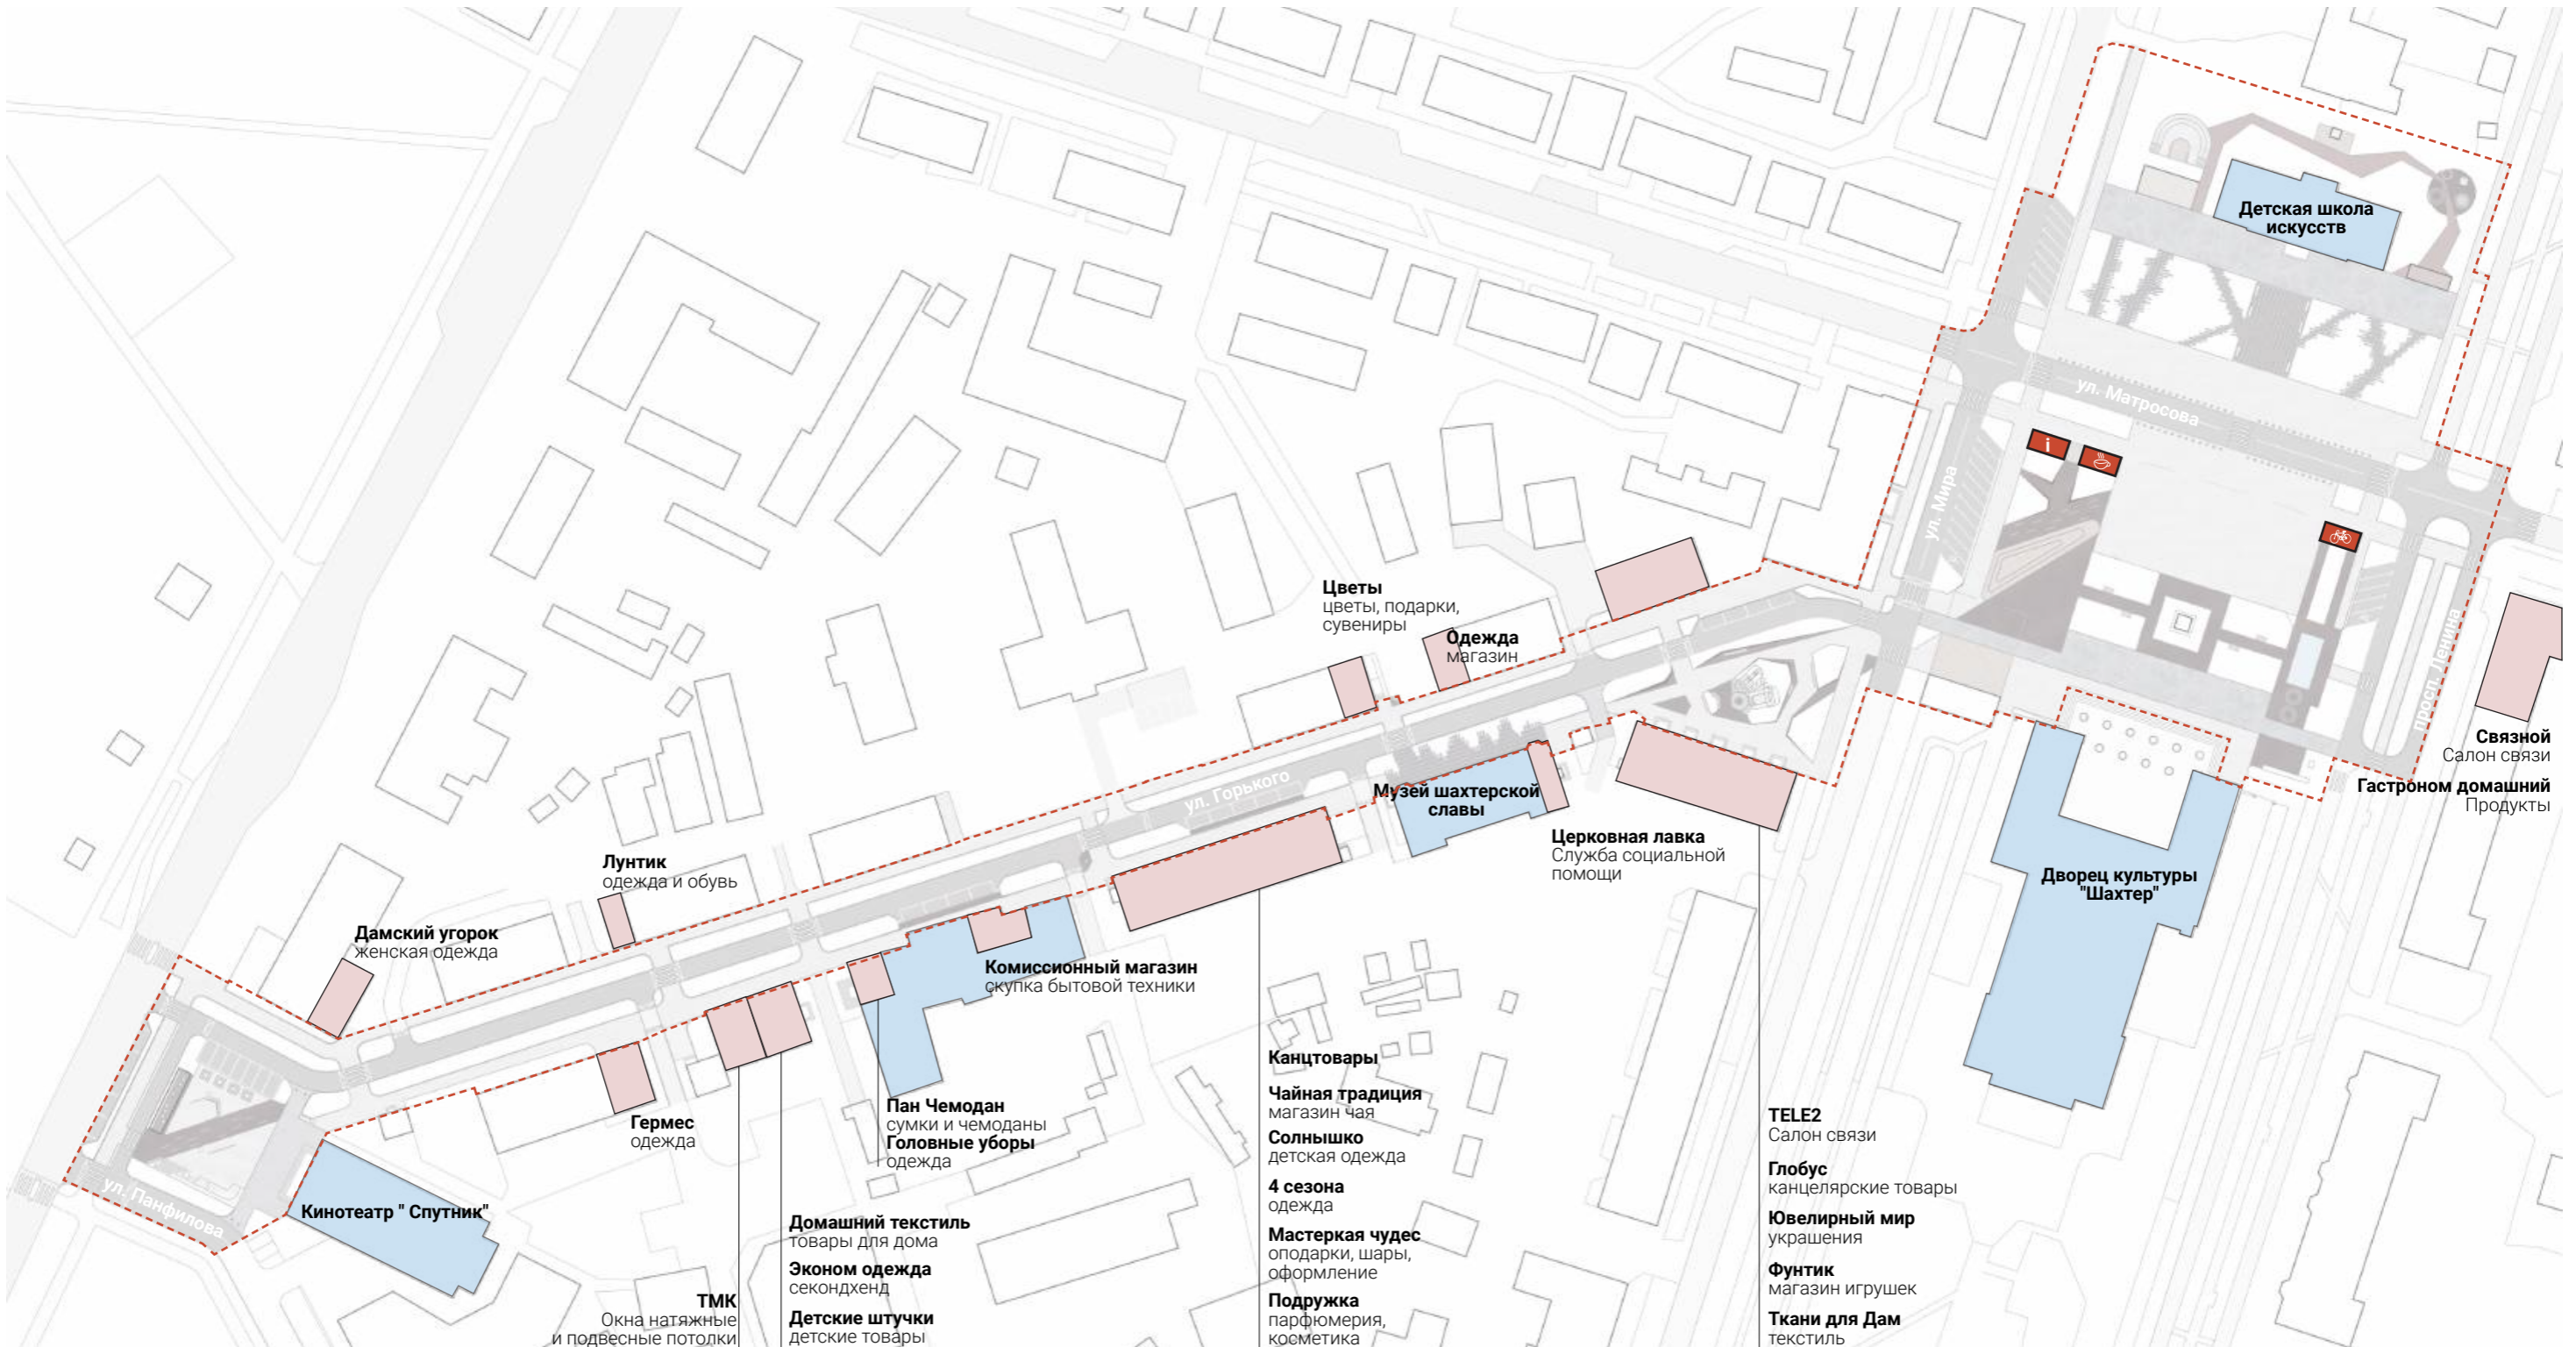 Детская школа
искусств
ул. Матросова
i
ул. Мира
Цветы
цветы, подарки,
сувениры
Одежда
магазин
просп. Ленина
Связной
Салон связи
Гастроном домашний
Продукты
ул. Горького
Музей шахтерской
славы
Церковная лавка
Служба социальной
помощи
Дворец культуры
"Шахтер"
Лунтик
одежда и обувь
Дамский угорок
женская одежда
Комиссионный магазин
скупка бытовой техники
Гермес
одежда
Пан Чемодан
сумки и чемоданы
Головные уборы
одежда
ул. Панфилова
Кинотеатр " Спутник"
ТМК
Окна натяжные
и подвесные потолки
Домашний текстиль
товары для дома
Эконом одежда
секондхенд
Детские штучки
детские товары
Канцтовары
Чайная традиция
магазин чая
Солнышко
детская одежда
4 сезона
одежда
Мастеркая чудес
оподарки, шары,
оформление
Подружка
парфюмерия,
косметика
TELE2
Салон связи
Глобус
канцелярские товары
Ювелирный мир
украшения
Фунтик
магазин игрушек
Ткани для Дам
текстиль